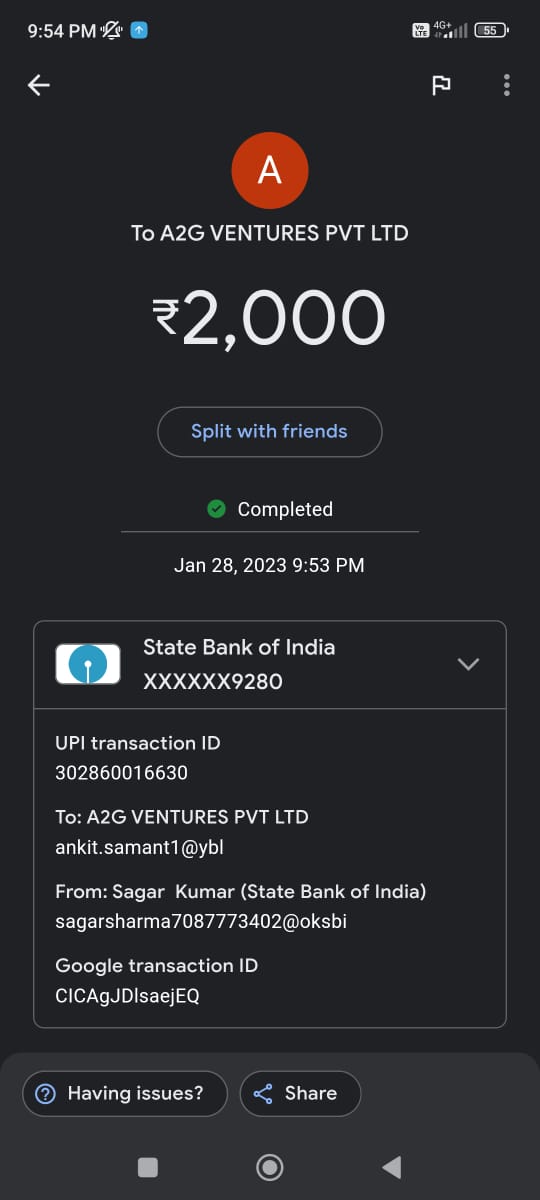 9:54 PM
Vo LTE 4G+ 55
A
To A2G VENTURES PVT LTD
₹2,000
Split with friends
Completed
Jan 28, 2023 9:53 PM
State Bank of India
XXXXXX9280
UPI transaction ID
302860016630
To: A2G VENTURES PVT LTD
ankit.samant1@ybl
From: Sagar Kumar (State Bank of India)
sagarsharma7087773402@oksbi
Google transaction ID
CICAgJDlsaejEQ
Having issues? Share